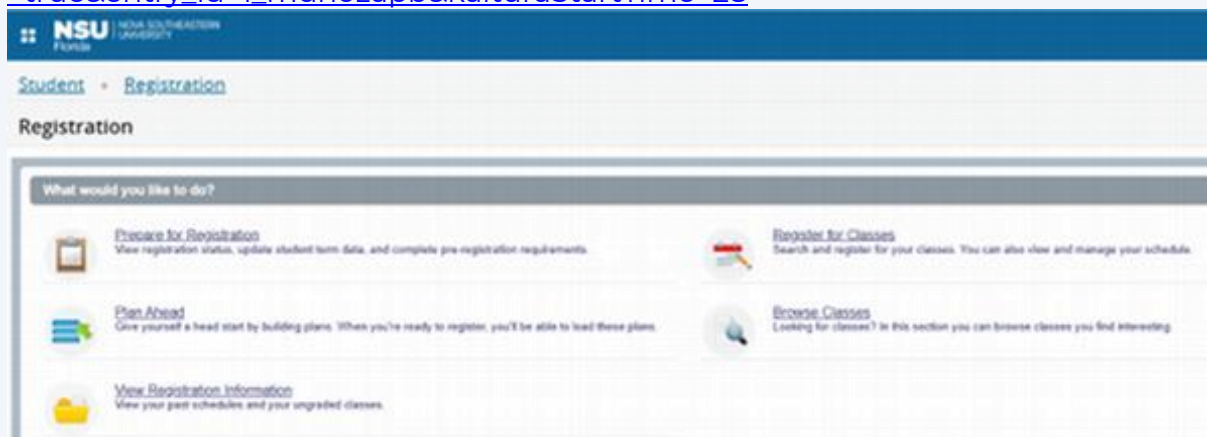 NSU NOVA SOUTHEASTERN
Florida UNIVERSITY
Student • Registration
Registration
What would you like to do?
Prepare for Registration
View registration status, update student term data, and complete pre-registration requirements.
Register for Classes
Search and register for your classes. You can also view and manage your schedule.
Plan Ahead
Give yourself a head start by building plans. When you're ready to register, you'll be able to load these plans.
Browse Classes
Looking for classes? In this section you can browse classes you find interesting.
View Registration Information
View your past schedules and your ungraded classes.